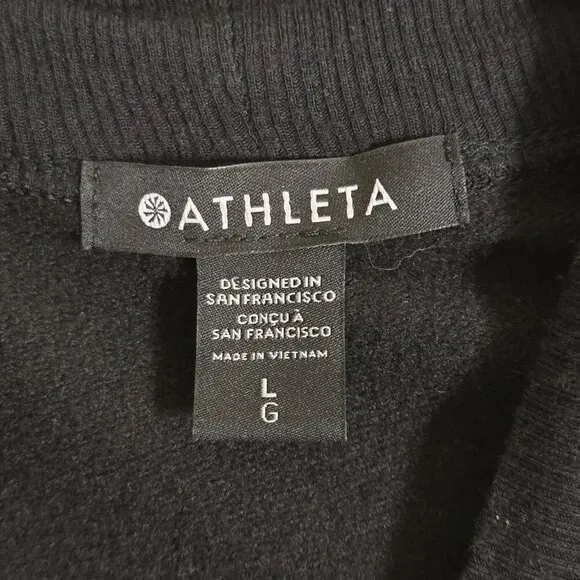 ATHLETA
DESIGNED IN
SAN FRANCISCO
CONÇU À
SAN FRANCISCO
MADE IN VIETNAM
L
G